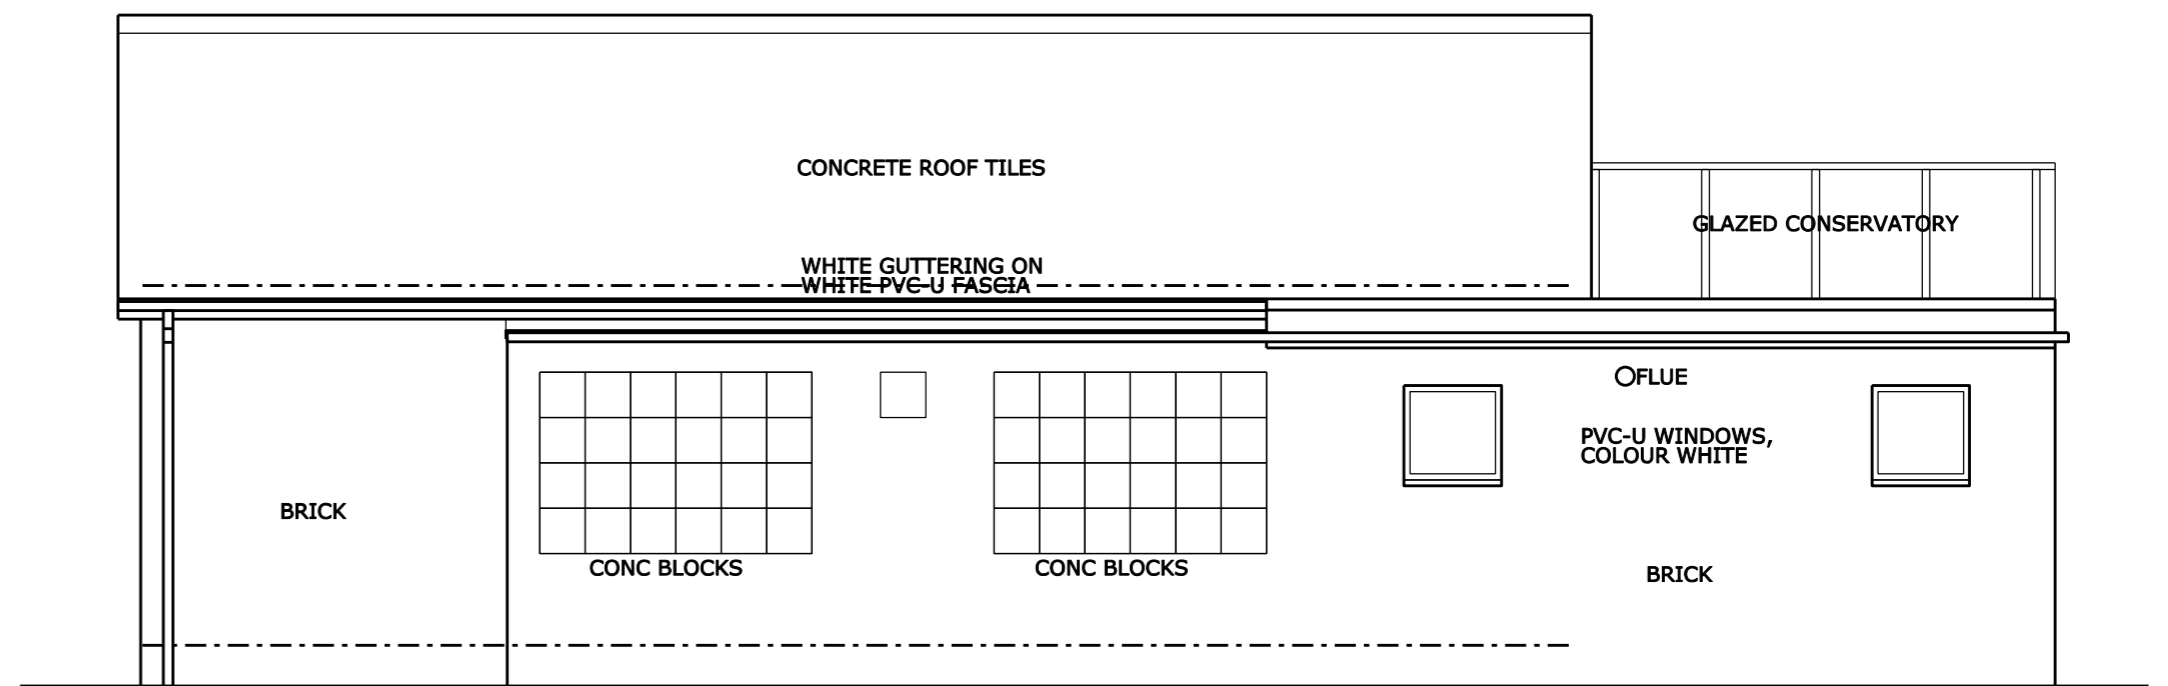 CONCRETE ROOF TILES
GLAZED CONSERVATORY
WHITE GUTTERING ON
WHITE PVC-U FASCIA
FLUE
PVC-U WINDOWS,
COLOUR WHITE
BRICK
CONC BLOCKS
CONC BLOCKS
BRICK